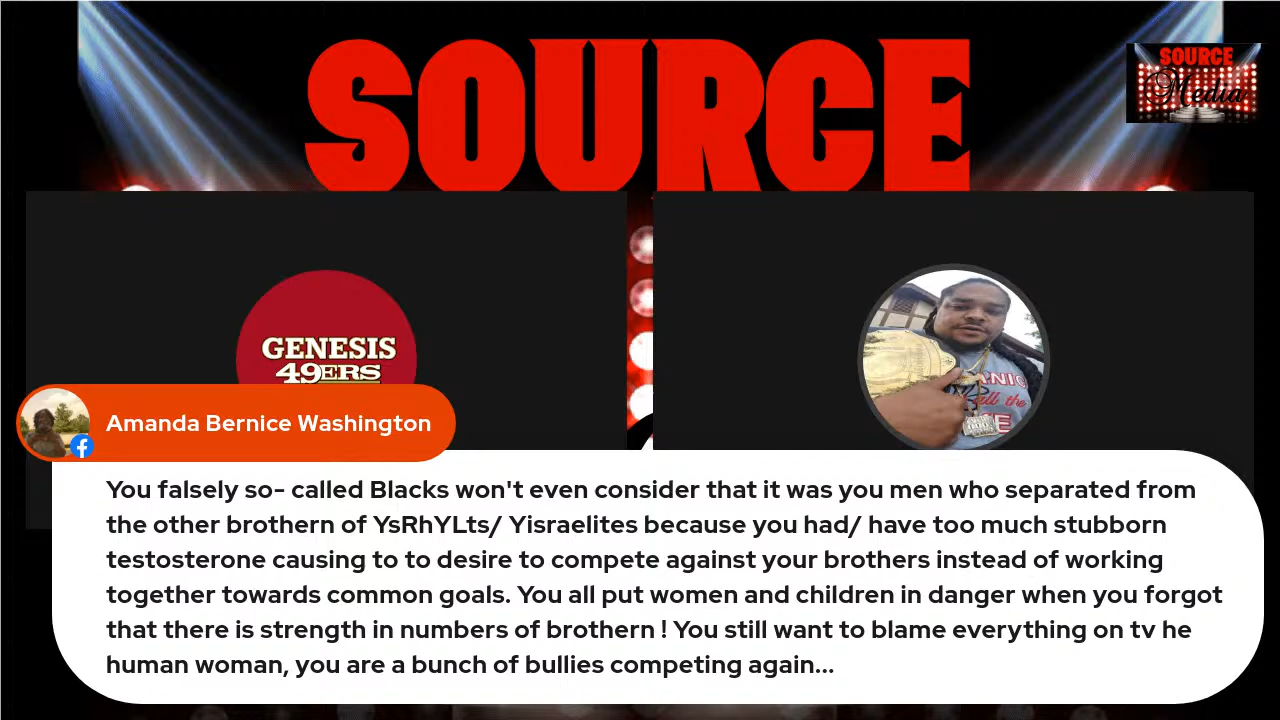 SOURCE
SOURCE
Media
GENESIS
49ERS
Amanda Bernice Washington
You falsely so- called Blacks won't even consider that it was you men who separated from
the other brothern of YsRhYLts/ Yisraelites because you had/ have too much stubborn
testosterone causing to to desire to compete against your brothers instead of working
together towards common goals. You all put women and children in danger when you forgot
that there is strength in numbers of brothern ! You still want to blame everything on tv he
human woman, you are a bunch of bullies competing again...